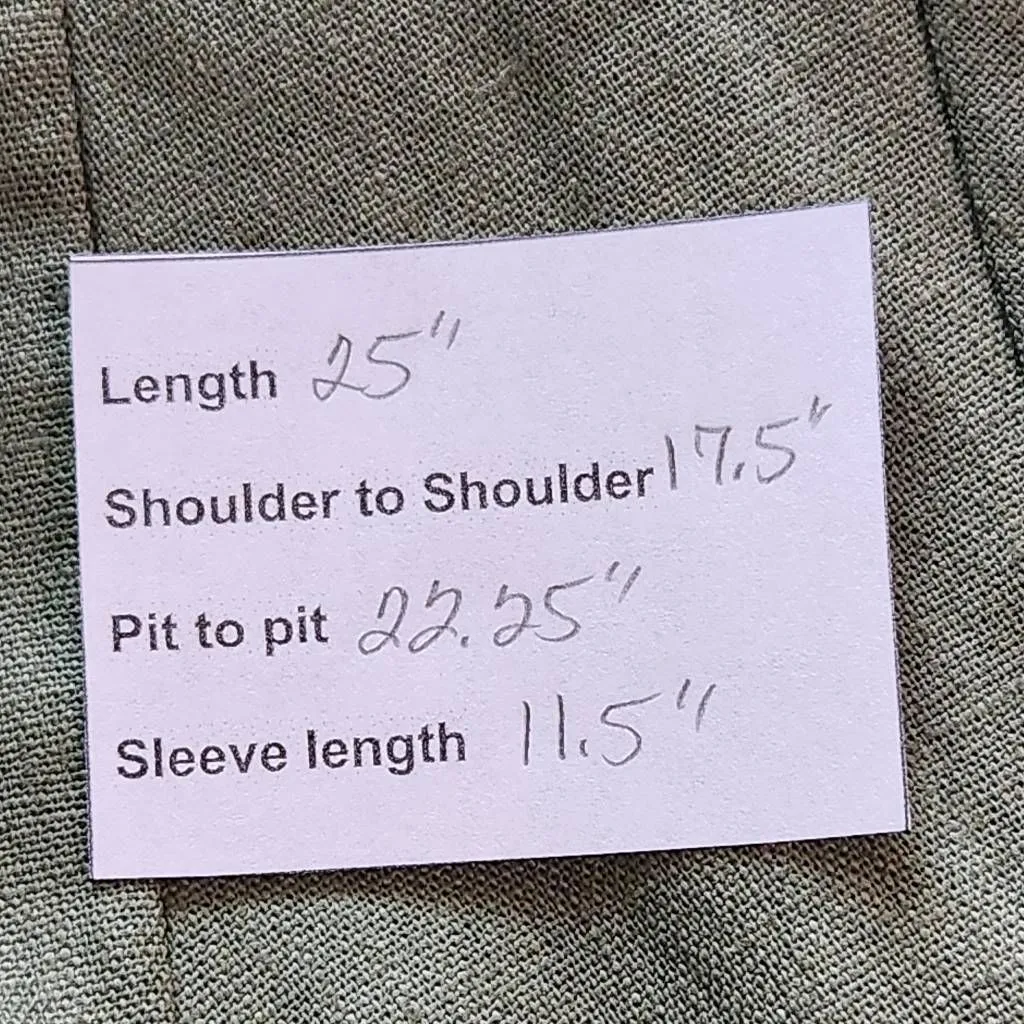 Length 25"
Shoulder to Shoulder 17.5"
Pit to pit 22.25"
Sleeve length 11.5"